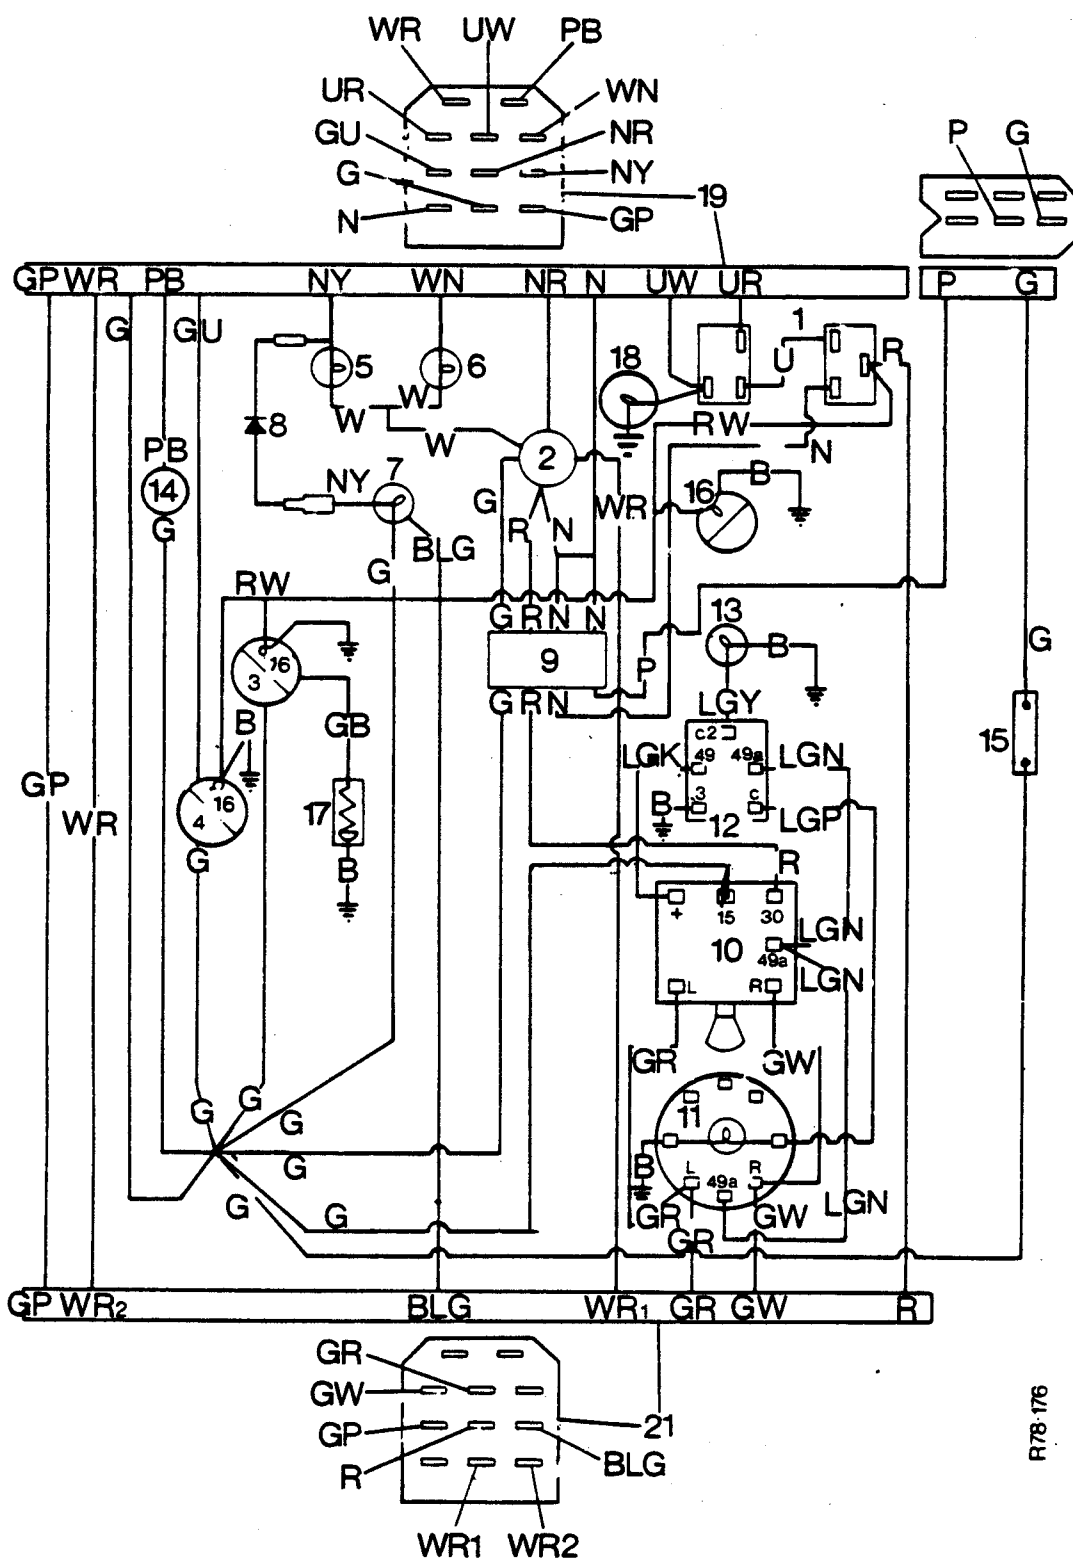 WR UW PB
UR WN
GU NR
G NY
N GP
19
P G
GP WR PB NY WN NR N UW UR P G
G GU 1
5 6 18 U R
8 W W W RW
PB 2 N
14 NY 7 G WR 16 B
G R N
BLG
G
RW
G R N N 13
16 9 B G
3 P
G R N LGY
B GB c2 15
LGK 49 49a LGN
GP 16 17 3 c
WR 4 B LGP
12
G B R
+ 15 30
10 LGN
49a
LGN
L R
GR GW
11
G G G
G B L R
49a LGN
G G GR GW
GR
GP WR2 BLG WR1 GR GW R
GR
GW
GP 21
R BLG
WR1 WR2
R78·176